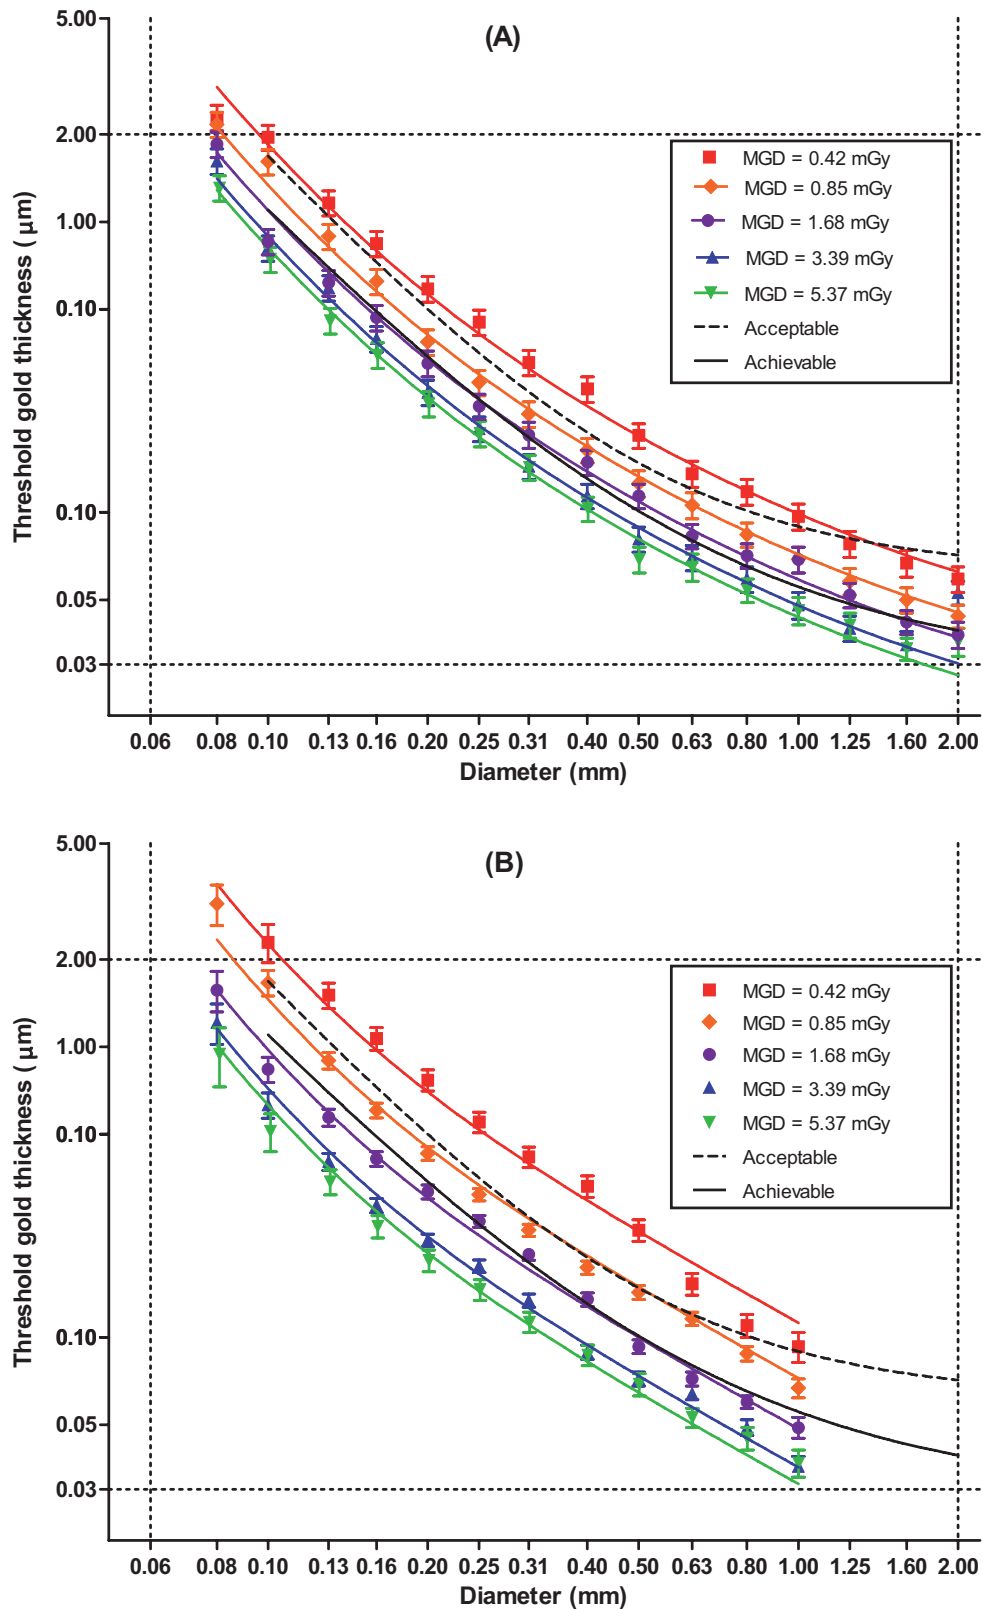 (A)
5.00
2.00
1.00
0.10
0.10
0.05
0.03
Threshold gold thickness ( μm)
MGD = 0.42 mGy
MGD = 0.85 mGy
MGD = 1.68 mGy
MGD = 3.39 mGy
MGD = 5.37 mGy
Acceptable
Achievable
0.06 0.08 0.10 0.13 0.16 0.20 0.25 0.31 0.40 0.50 0.63 0.80 1.00 1.25 1.60 2.00
Diameter (mm)
(B)
5.00
2.00
1.00
0.10
0.10
0.05
0.03
Threshold gold thickness ( μm)
MGD = 0.42 mGy
MGD = 0.85 mGy
MGD = 1.68 mGy
MGD = 3.39 mGy
MGD = 5.37 mGy
Acceptable
Achievable
0.06 0.08 0.10 0.13 0.16 0.20 0.25 0.31 0.40 0.50 0.63 0.80 1.00 1.25 1.60 2.00
Diameter (mm)